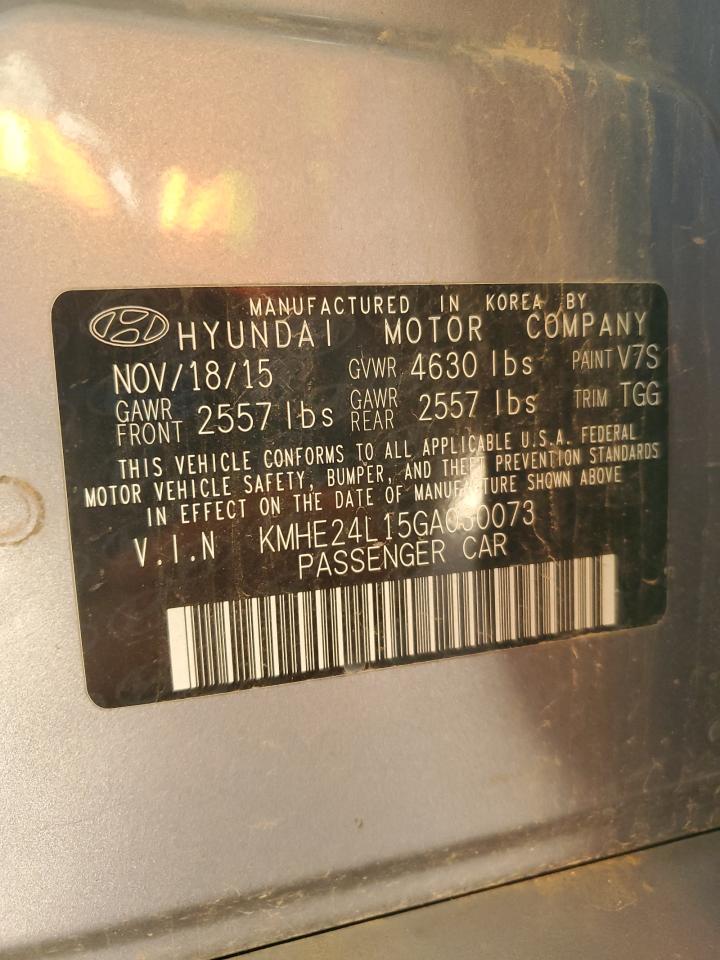 MANUFACTURED IN KOREA BY
HYUNDAI MOTOR COMPANY
NOV/18/15 GVWR 4630 lbs PAINT V7S
GAWR FRONT 2557 lbs GAWR REAR 2557 lbs TRIM TGG
THIS VEHICLE CONFORMS TO ALL APPLICABLE U.S.A. FEDERAL
MOTOR VEHICLE SAFETY, BUMPER, AND THEFT PREVENTION STANDARDS
IN EFFECT ON THE DATE OF MANUFACTURE SHOWN ABOVE
V.I.N KMHE24L15GA030073
PASSENGER CAR